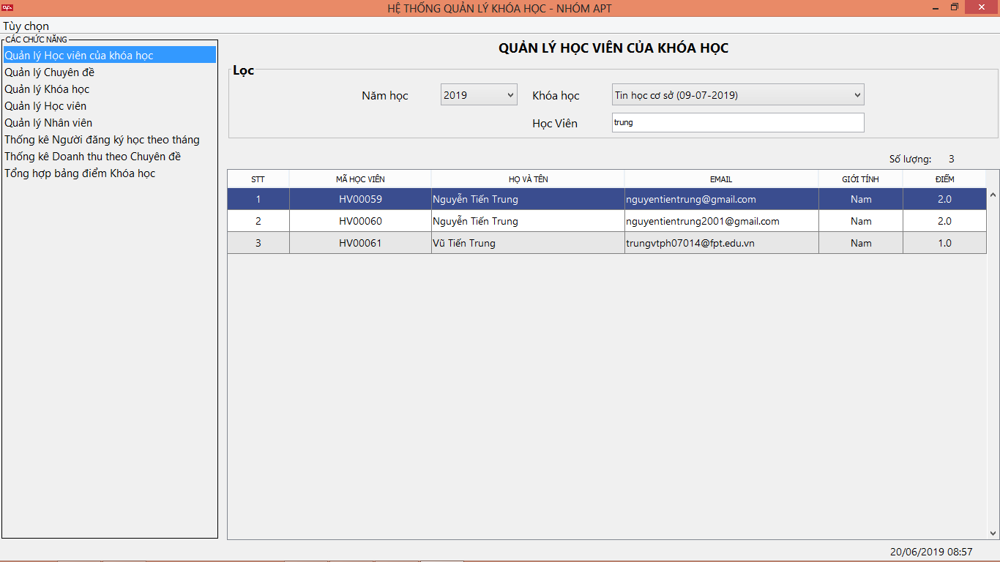 HỆ THỐNG QUẢN LÝ KHÓA HỌC - NHÓM APT
Tùy chọn
CÁC CHỨC NĂNG
Quản lý Học viên của khóa học
Quản lý Chuyên đề
Quản lý Khóa học
Quản lý Học viên
Quản lý Nhân viên
Thống kê Người đăng ký học theo tháng
Thống kê Doanh thu theo Chuyên đề
Tổng hợp bảng điểm Khóa học
QUẢN LÝ HỌC VIÊN CỦA KHÓA HỌC
Lọc
Năm học 2019 Khóa học Tin học cơ sở (09-07-2019)
Học Viên trung
Số lượng: 3
STT MÃ HỌC VIÊN HỌ VÀ TÊN EMAIL GIỚI TÍNH ĐIỂM
1 HV00059 Nguyễn Tiến Trung nguyentientrung@gmail.com Nam 2.0
2 HV00060 Nguyễn Tiến Trung nguyentientrung2001@gmail.com Nam 2.0
3 HV00061 Vũ Tiến Trung trungvtph07014@fpt.edu.vn Nam 1.0
20/06/2019 08:57